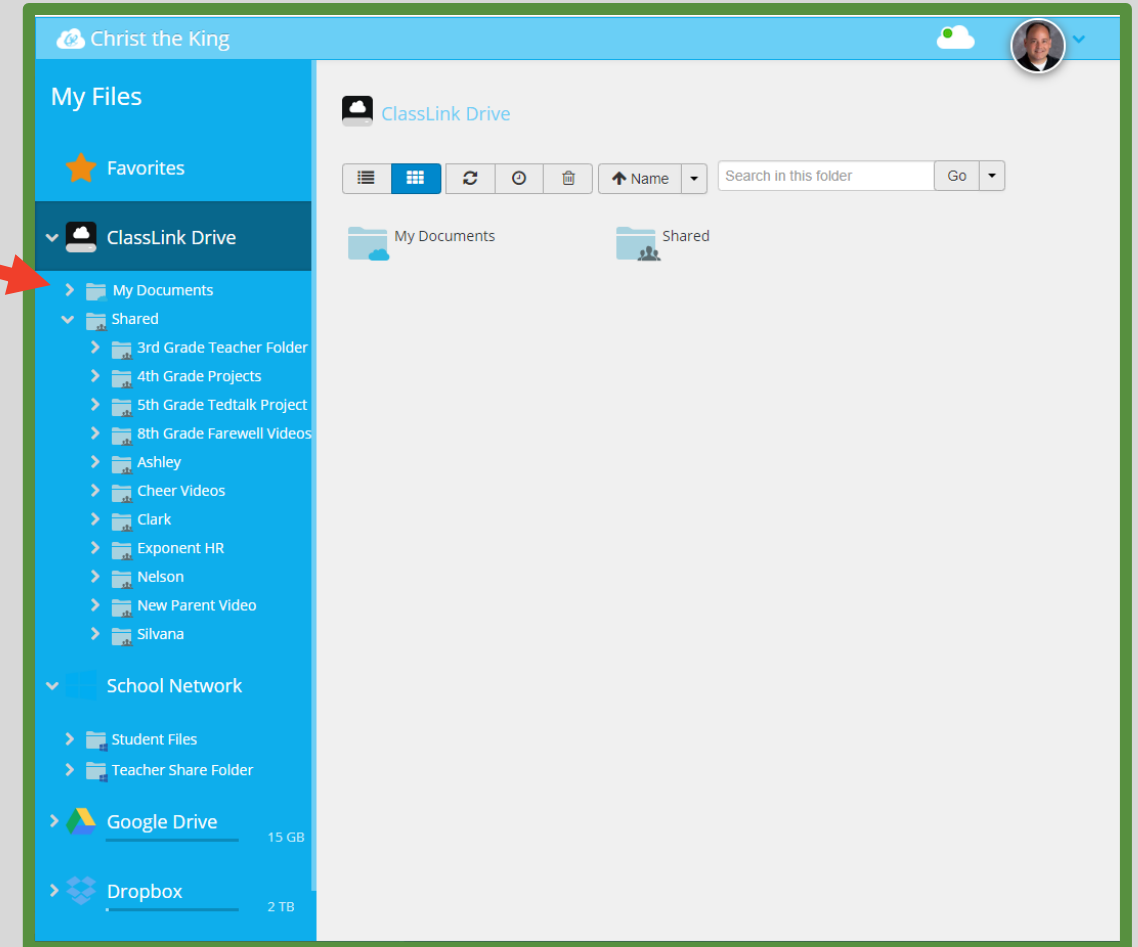 Christ the King
My Files
Favorites
ClassLink Drive
My Documents
Shared
3rd Grade Teacher Folder
4th Grade Projects
5th Grade Tedtalk Project
8th Grade Farewell Videos
Ashley
Cheer Videos
Clark
Exponent HR
Nelson
New Parent Video
Silvana
School Network
Student Files
Teacher Share Folder
Google Drive
15 GB
Dropbox
2 TB
ClassLink Drive
Name
Search in this folder
Go
My Documents
Shared